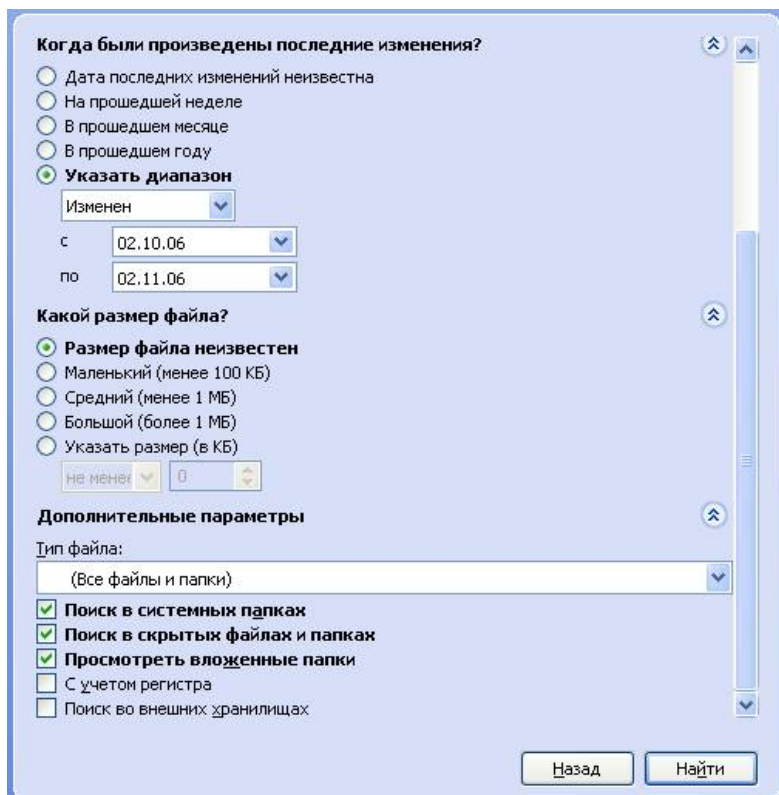 Когда были произведены последние изменения?
Дата последних изменений неизвестна
На прошедшей неделе
В прошедшем месяце
В прошедшем году
Указать диапазон
Изменен
с 02.10.06
по 02.11.06
Какой размер файла?
Размер файла неизвестен
Маленький (менее 100 КБ)
Средний (менее 1 МБ)
Большой (более 1 МБ)
Указать размер (в КБ)
не менее 0
Дополнительные параметры
Тип файла:
(Все файлы и папки)
Поиск в системных папках
Поиск в скрытых файлах и папках
Просмотреть вложенные папки
С учетом регистра
Поиск во внешних хранилищах
Назад Найти